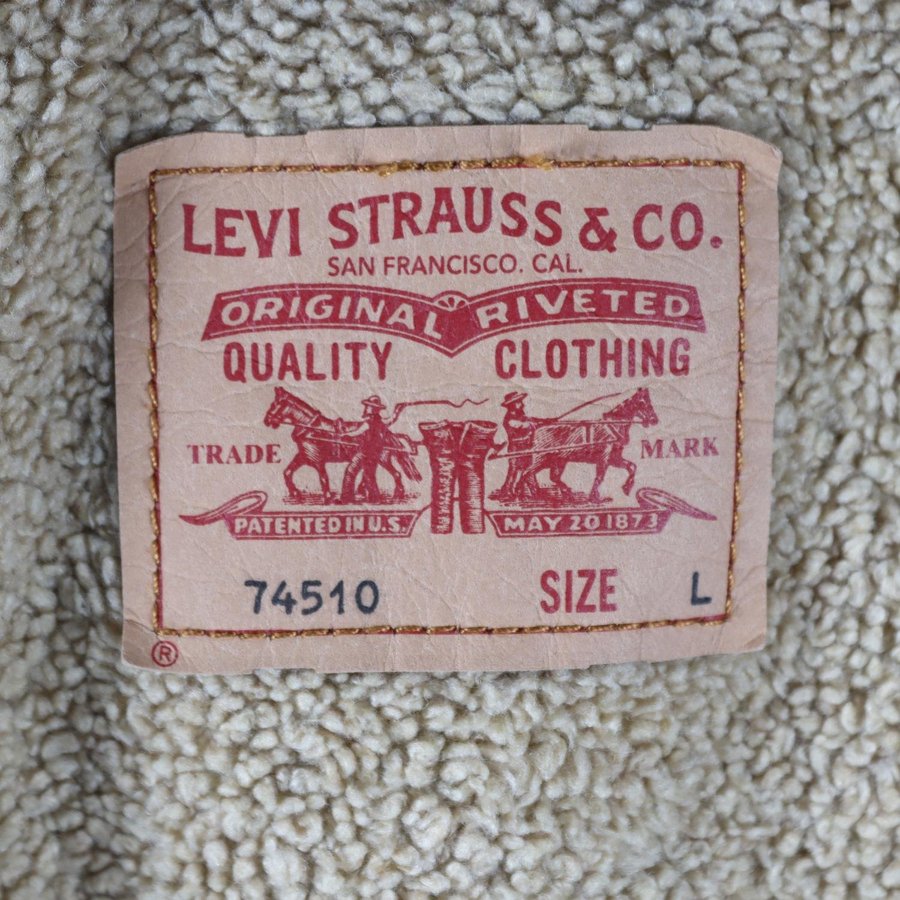 LEVI STRAUSS & CO.
SAN FRANCISCO. CAL.
ORIGINAL RIVETED
QUALITY CLOTHING
TRADE MARK
PATENTED IN U.S. MAY 20 1873
74510 SIZE L
®